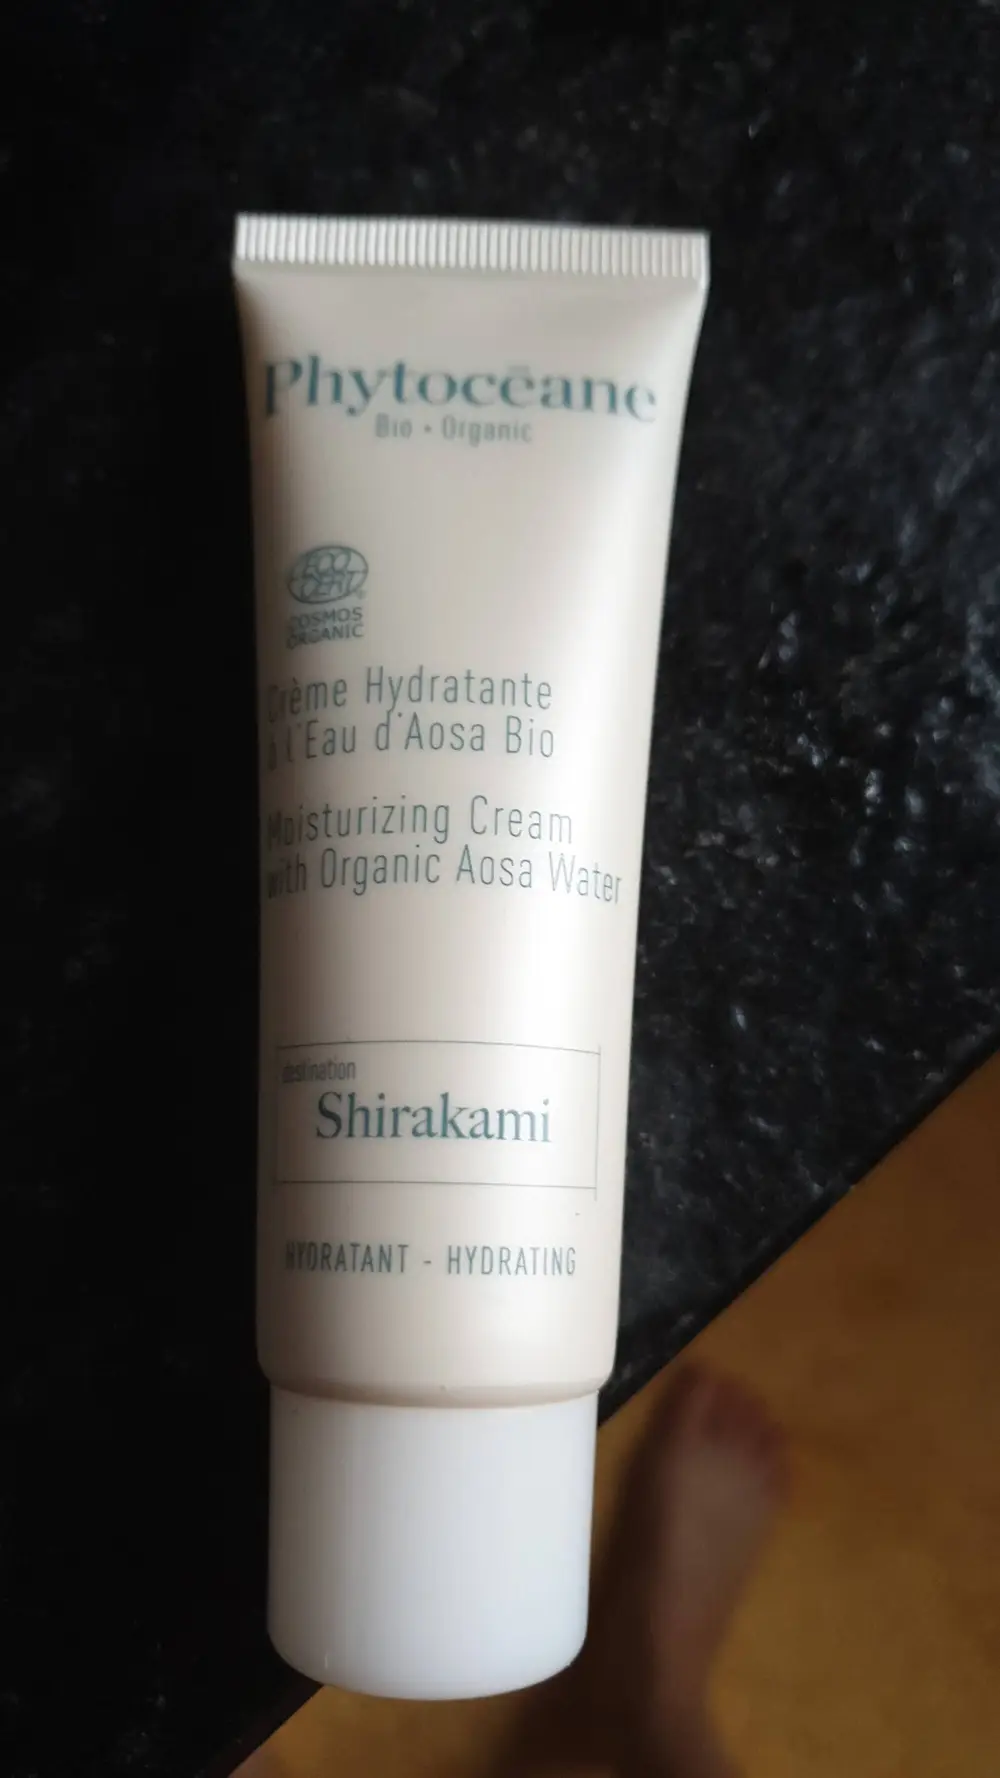 Phytocēane
Bio • Organic
ECO
CERT
COSMOS
ORGANIC
Crème Hydratante
à l'Eau d'Aosa Bio
Moisturizing Cream
with Organic Aosa Water
destination
Shirakami
HYDRATANT - HYDRATING